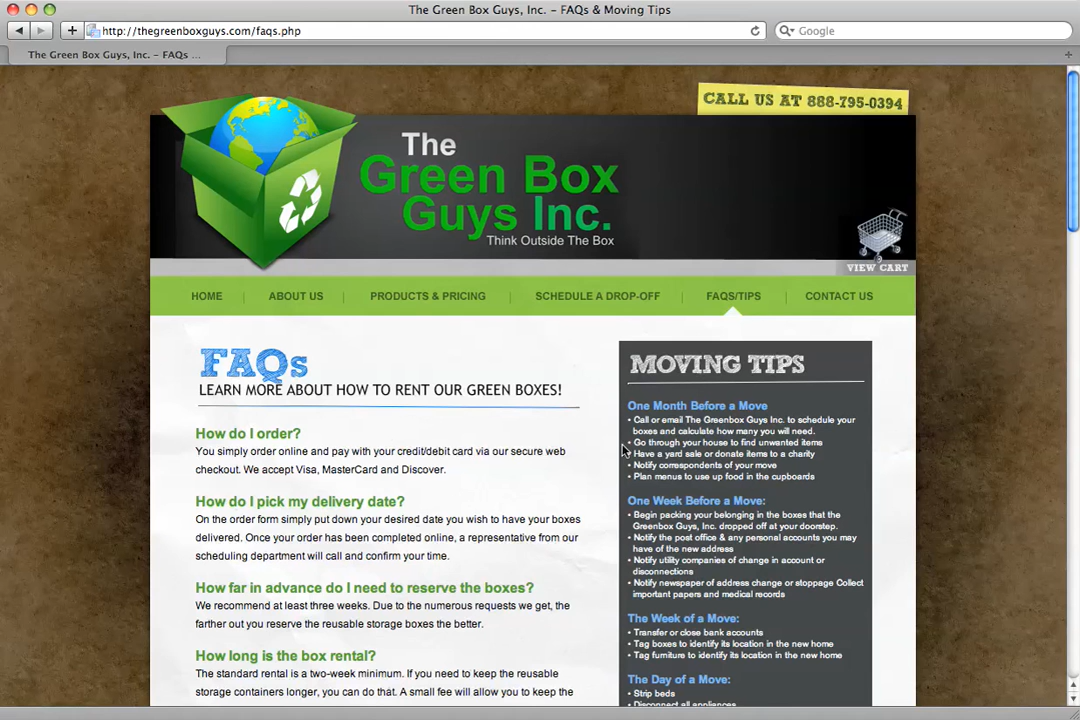 The Green Box Guys, Inc. – FAQs & Moving Tips
http://thegreenboxguys.com/faqs.php
Google
The Green Box Guys, Inc. – FAQs ...
CALL US AT 888-795-0394
The
Green Box
Guys Inc.
Think Outside The Box
VIEW CART
HOME | ABOUT US | PRODUCTS & PRICING | SCHEDULE A DROP-OFF | FAQS/TIPS | CONTACT US
FAQs
LEARN MORE ABOUT HOW TO RENT OUR GREEN BOXES!
How do I order?
You simply order online and pay with your credit/debit card via our secure web
checkout. We accept Visa, MasterCard and Discover.
How do I pick my delivery date?
On the order form simply put down your desired date you wish to have your boxes
delivered. Once your order has been completed online, a representative from our
scheduling department will call and confirm your time.
How far in advance do I need to reserve the boxes?
We recommend at least three weeks. Due to the numerous requests we get, the
farther out you reserve the reusable storage boxes the better.
How long is the box rental?
The standard rental is a two-week minimum. If you need to keep the reusable
storage containers longer, you can do that. A small fee will allow you to keep the
MOVING TIPS
One Month Before a Move
• Call or email The Greenbox Guys Inc. to schedule your
boxes and calculate how many you will need.
• Go through your house to find unwanted items
• Have a yard sale or donate items to a charity
• Notify correspondents of your move
• Plan menus to use up food in the cupboards
One Week Before a Move:
• Begin packing your belonging in the boxes that the
Greenbox Guys, Inc. dropped off at your doorstep.
• Notify the post office & any personal accounts you may
have of the new address
• Notify utility companies of change in account or
disconnections
• Notify newspaper of address change or stoppage Collect
important papers and medical records
The Week of a Move:
• Transfer or close bank accounts
• Tag boxes to identify its location in the new home
• Tag furniture to identify its location in the new home
The Day of a Move:
• Strip beds
• Disconnect all appliances